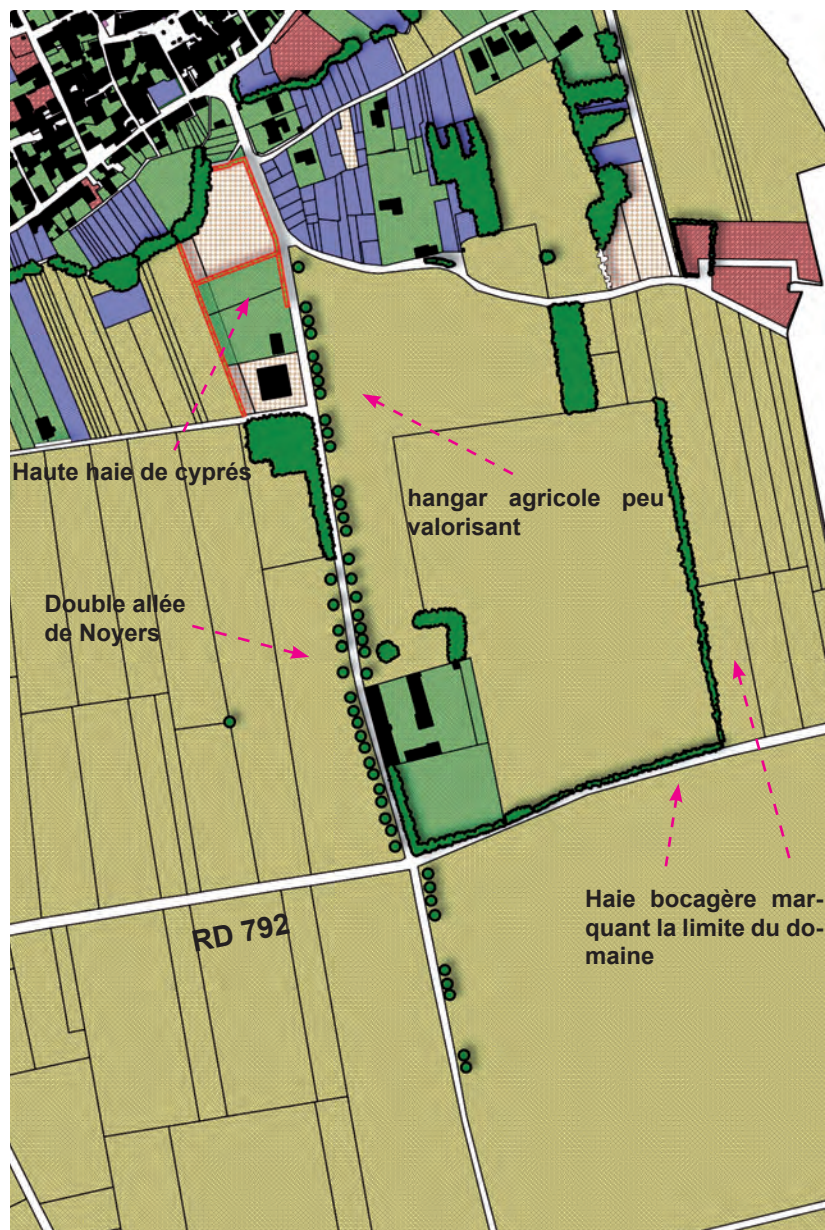 Haute haie de cyprés
hangar agricole peu
valorisant
Double allée
de Noyers
Haie bocagère mar-
quant la limite du do-
maine
RD 792